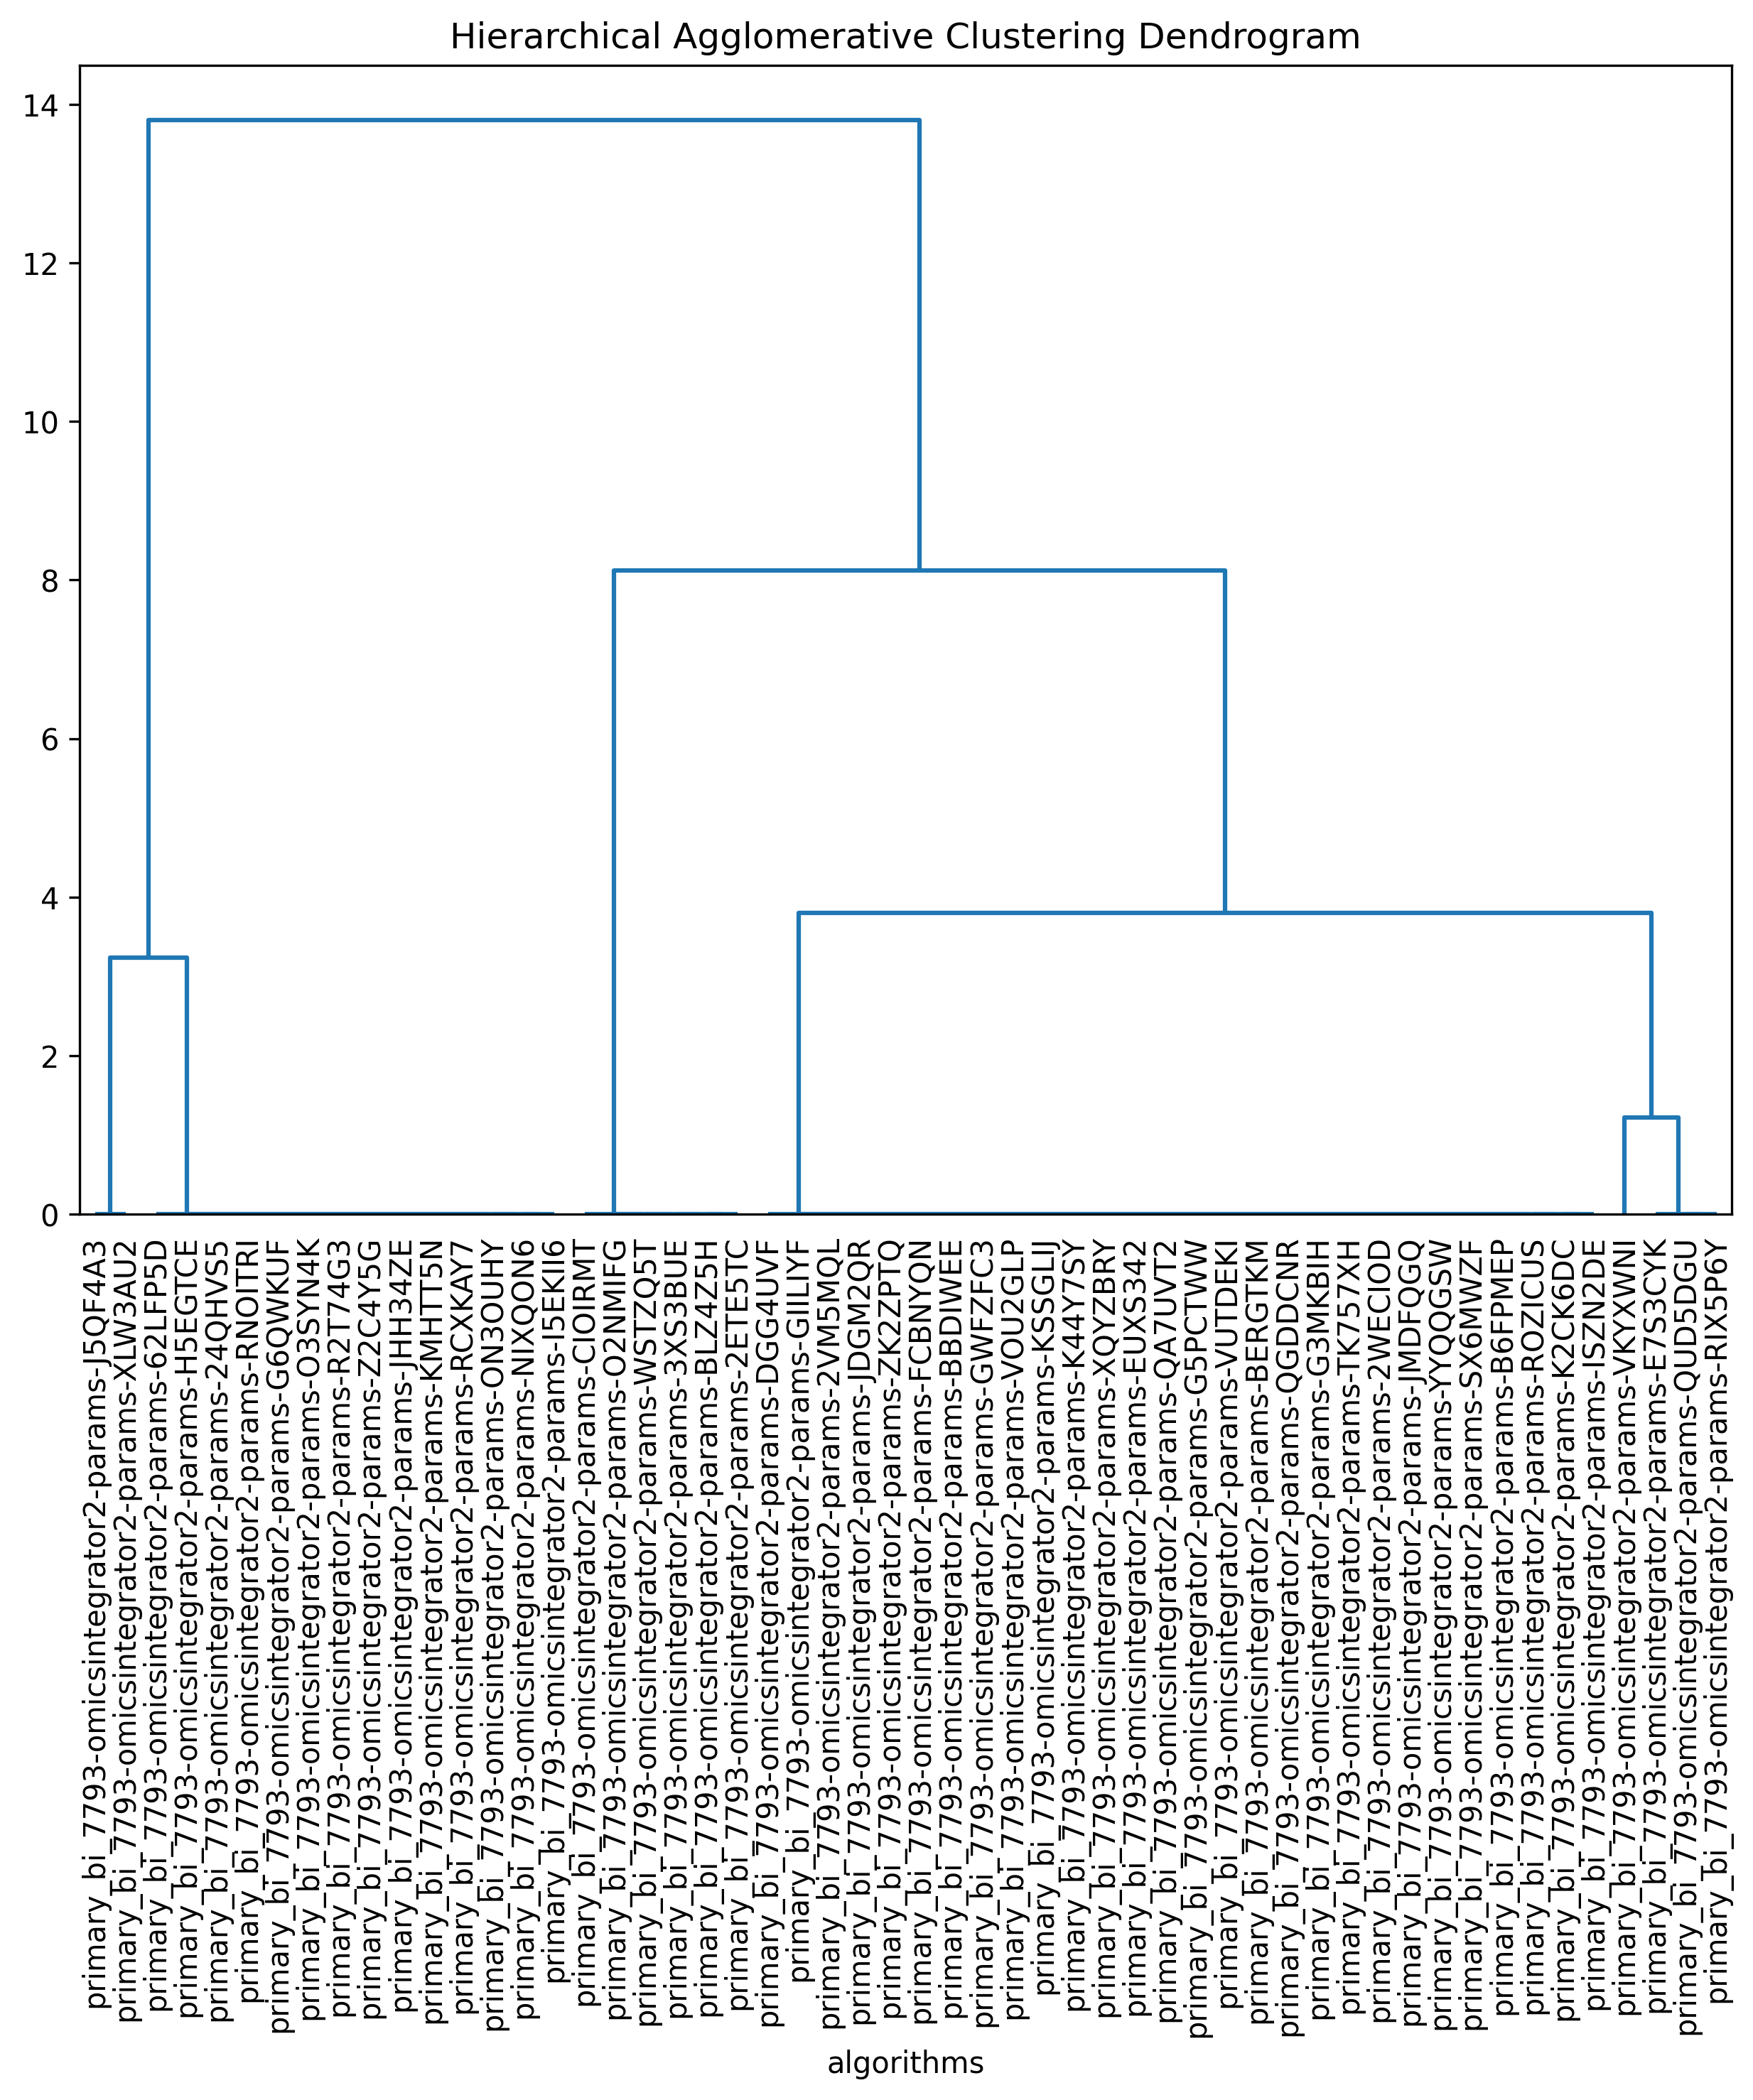 Hierarchical Agglomerative Clustering Dendrogram
14
12
10
8
6
4
2
0
primary_bi_7793-omicsintegrator2-params-J5QF4A3
primary_bi_7793-omicsintegrator2-params-XLW3AU2
primary_bi_7793-omicsintegrator2-params-62LFP5D
primary_bi_7793-omicsintegrator2-params-H5EGTCE
primary_bi_7793-omicsintegrator2-params-24QHVS5
primary_bi_7793-omicsintegrator2-params-RNOITRI
primary_bi_7793-omicsintegrator2-params-G6QWKUF
primary_bi_7793-omicsintegrator2-params-O3SYN4K
primary_bi_7793-omicsintegrator2-params-R2T74G3
primary_bi_7793-omicsintegrator2-params-Z2C4Y5G
primary_bi_7793-omicsintegrator2-params-JHH34ZE
primary_bi_7793-omicsintegrator2-params-KMHTT5N
primary_bi_7793-omicsintegrator2-params-RCXKAY7
primary_bi_7793-omicsintegrator2-params-ON3OUHY
primary_bi_7793-omicsintegrator2-params-NIXQON6
primary_bi_7793-omicsintegrator2-params-I5EKII6
primary_bi_7793-omicsintegrator2-params-CIOIRMT
primary_bi_7793-omicsintegrator2-params-O2NMIFG
primary_bi_7793-omicsintegrator2-params-WSTZQ5T
primary_bi_7793-omicsintegrator2-params-3XS3BUE
primary_bi_7793-omicsintegrator2-params-BLZ4Z5H
primary_bi_7793-omicsintegrator2-params-2ETE5TC
primary_bi_7793-omicsintegrator2-params-DGG4UVF
primary_bi_7793-omicsintegrator2-params-GIILIYF
primary_bi_7793-omicsintegrator2-params-2VM5MQL
primary_bi_7793-omicsintegrator2-params-JDGM2QR
primary_bi_7793-omicsintegrator2-params-ZK2ZPTQ
primary_bi_7793-omicsintegrator2-params-FCBNYQN
primary_bi_7793-omicsintegrator2-params-BBDIWEE
primary_bi_7793-omicsintegrator2-params-GWFZFC3
primary_bi_7793-omicsintegrator2-params-VOU2GLP
primary_bi_7793-omicsintegrator2-params-KSSGLIJ
primary_bi_7793-omicsintegrator2-params-K44Y7SY
primary_bi_7793-omicsintegrator2-params-XQYZBRY
primary_bi_7793-omicsintegrator2-params-EUXS342
primary_bi_7793-omicsintegrator2-params-QA7UVT2
primary_bi_7793-omicsintegrator2-params-G5PCTWW
primary_bi_7793-omicsintegrator2-params-VUTDEKI
primary_bi_7793-omicsintegrator2-params-BERGTKM
primary_bi_7793-omicsintegrator2-params-QGDDCNR
primary_bi_7793-omicsintegrator2-params-G3MKBIH
primary_bi_7793-omicsintegrator2-params-TK757XH
primary_bi_7793-omicsintegrator2-params-2WECIOD
primary_bi_7793-omicsintegrator2-params-JMDFQGQ
primary_bi_7793-omicsintegrator2-params-YYQQGSW
primary_bi_7793-omicsintegrator2-params-SX6MWZF
primary_bi_7793-omicsintegrator2-params-B6FPMEP
primary_bi_7793-omicsintegrator2-params-ROZICUS
primary_bi_7793-omicsintegrator2-params-K2CK6DC
primary_bi_7793-omicsintegrator2-params-ISZN2DE
primary_bi_7793-omicsintegrator2-params-VKYXWNI
primary_bi_7793-omicsintegrator2-params-E7S3CYK
primary_bi_7793-omicsintegrator2-params-QUD5DGU
primary_bi_7793-omicsintegrator2-params-RIX5P6Y
algorithms